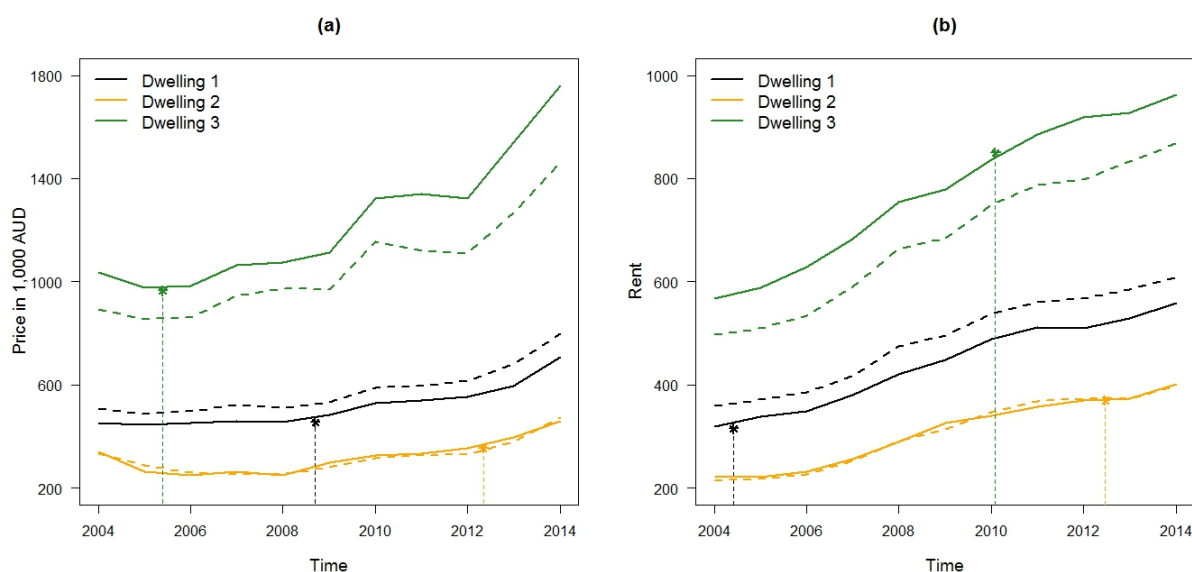 (a)
Dwelling 1
Dwelling 2
Dwelling 3
Price in 1,000 AUD
1800
1400
1000
600
200
2004 2006 2008 2010 2012 2014
Time
(b)
Dwelling 1
Dwelling 2
Dwelling 3
Rent
1000
800
600
400
200
2004 2006 2008 2010 2012 2014
Time